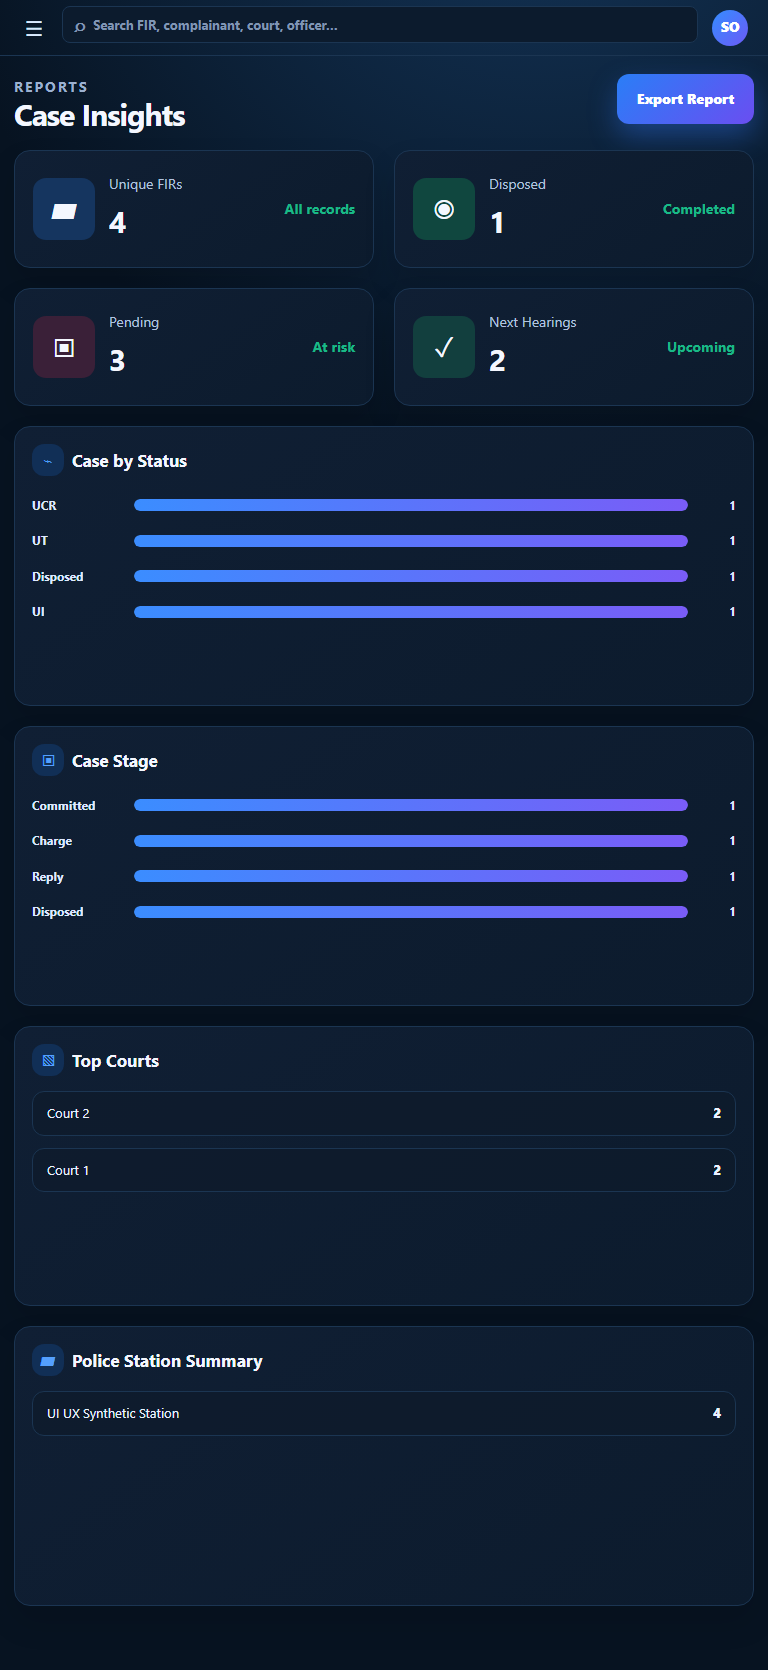 Search FIR, complainant, court, officer...
SO
REPORTS
Case Insights
Export Report
Unique FIRs
4
All records
Disposed
1
Completed
Pending
3
At risk
Next Hearings
2
Upcoming
Case by Status
UCR 1
UT 1
Disposed 1
UI 1
Case Stage
Committed 1
Charge 1
Reply 1
Disposed 1
Top Courts
Court 2 2
Court 1 2
Police Station Summary
UI UX Synthetic Station 4